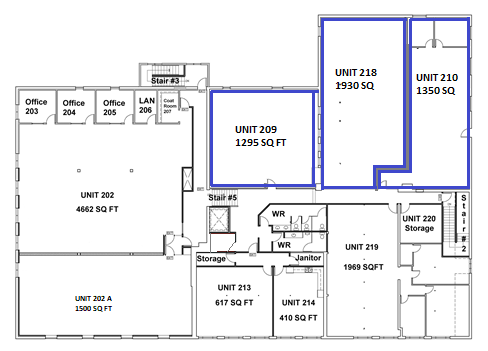 UNIT 218
1930 SQ
UNIT 210
1350 SQ
Stair #3
Office
203
Office
204
Office
205
LAN
206
Coat
Room
207
UNIT 209
1295 SQ FT
UNIT 202
4662 SQ FT
Stair #5
WR
WR
Storage
Janitor
UNIT 220
Storage
Stair #2
UNIT 219
1969 SQFT
UNIT 202 A
1500 SQ FT
UNIT 213
617 SQ FT
UNIT 214
410 SQ FT